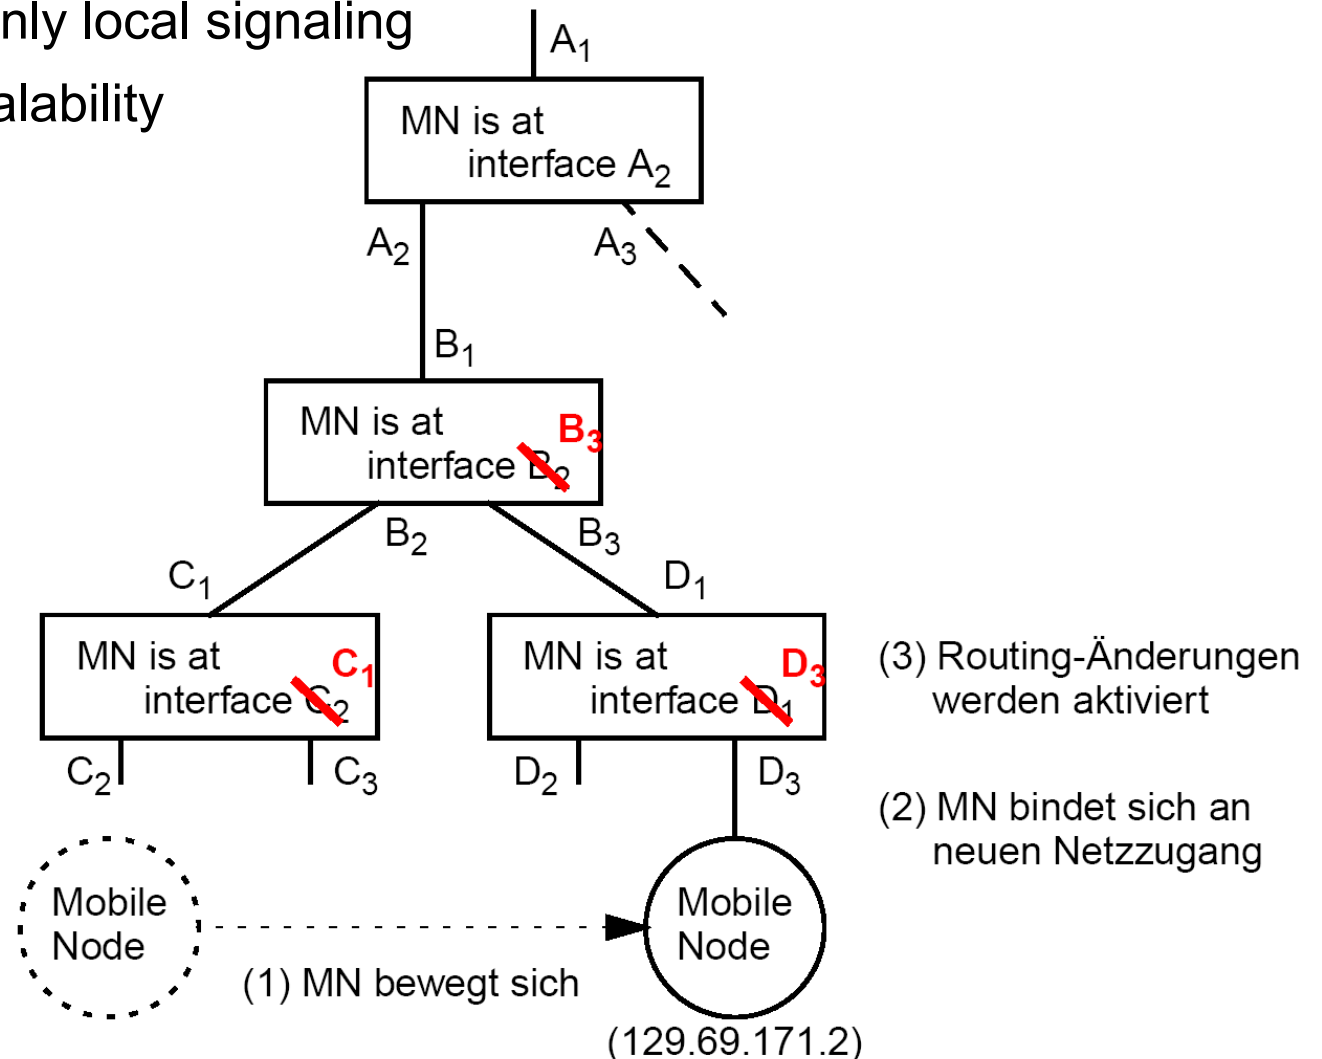 nly local signaling
alability
A₁
MN is at
interface A₂
A₂
A₃
B₁
MN is at
interface B₂
B₃
B₂
B₃
C₁
D₁
MN is at
interface C₂
C₁
MN is at
interface D₁
D₃
C₂
C₃
D₂
D₃
(3) Routing-Änderungen
werden aktiviert
(2) MN bindet sich an
neuen Netzzugang
Mobile
Node
(1) MN bewegt sich
Mobile
Node
(129.69.171.2)